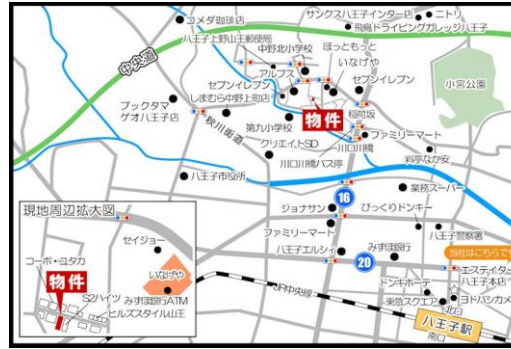 コメダ珈琲店
サンクス八王子インター店
ニトリ
飛鳥ドライビングガレッジ八王子
八王子上野山王郵便局
中央道
中野北小学校
ほっともっと
いなげや
アルプス
セブンイレブン
セブンイレブン
小宮公園
ブックタマ
ゲオ八王子店
しまむら中野上町店
物件
稲荷坂
秋川街道
第九小学校
ファミリーマート
クリエイトSD
川口川橋
川口川橋バス停
料亭なか安
八王子市役所
16
業務スーパー
現地周辺拡大図
ジョナサン
びっくりドンキー
セイジョー
ファミリーマート
八王子警察署
コーポ・ユタカ
いなげや
八王子エルシィ
みずほ銀行
当社はこちらです
物件
20
エスティケイ
八王子本店
S2ハイツ
みずほ銀行ATM
ヒルズスタイル山王
JR中央線
ドンキホーテ
東急スクエア
北口
ヨドバシカメ
八王子駅
南口